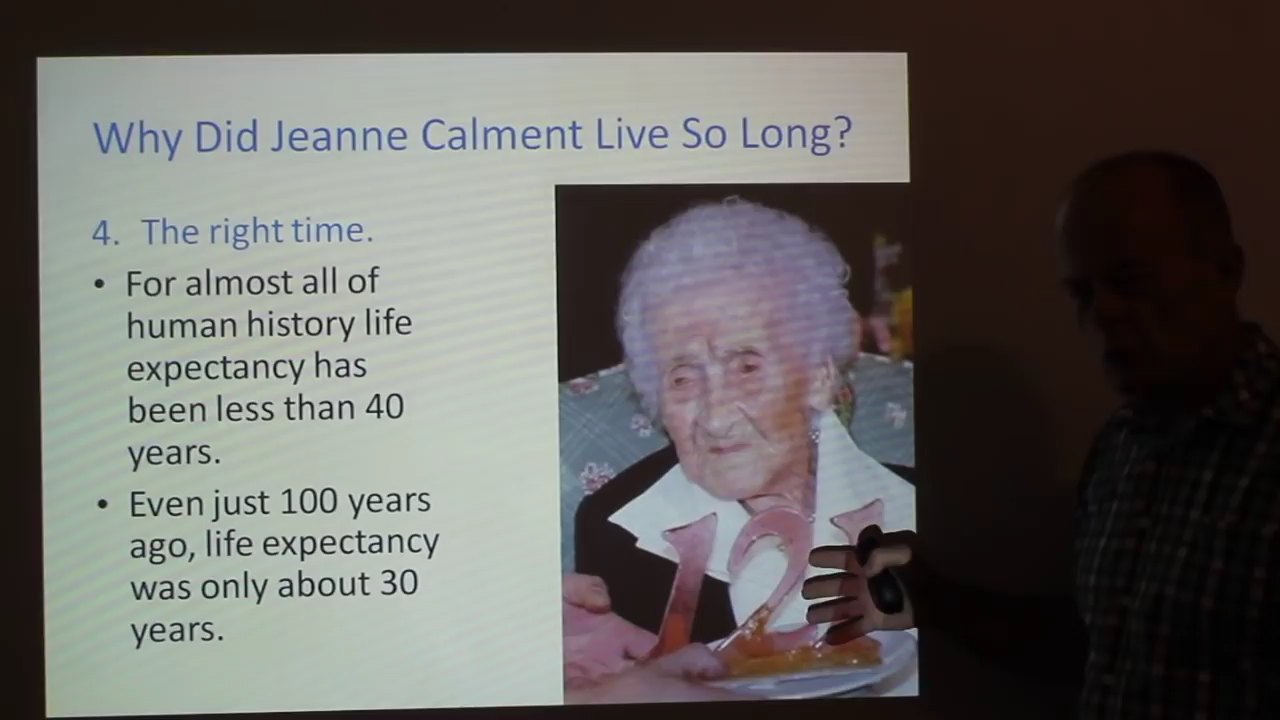 Why Did Jeanne Calment Live So Long?
4. The right time.
• For almost all of
human history life
expectancy has
been less than 40
years.
• Even just 100 years
ago, life expectancy
was only about 30
years.
121